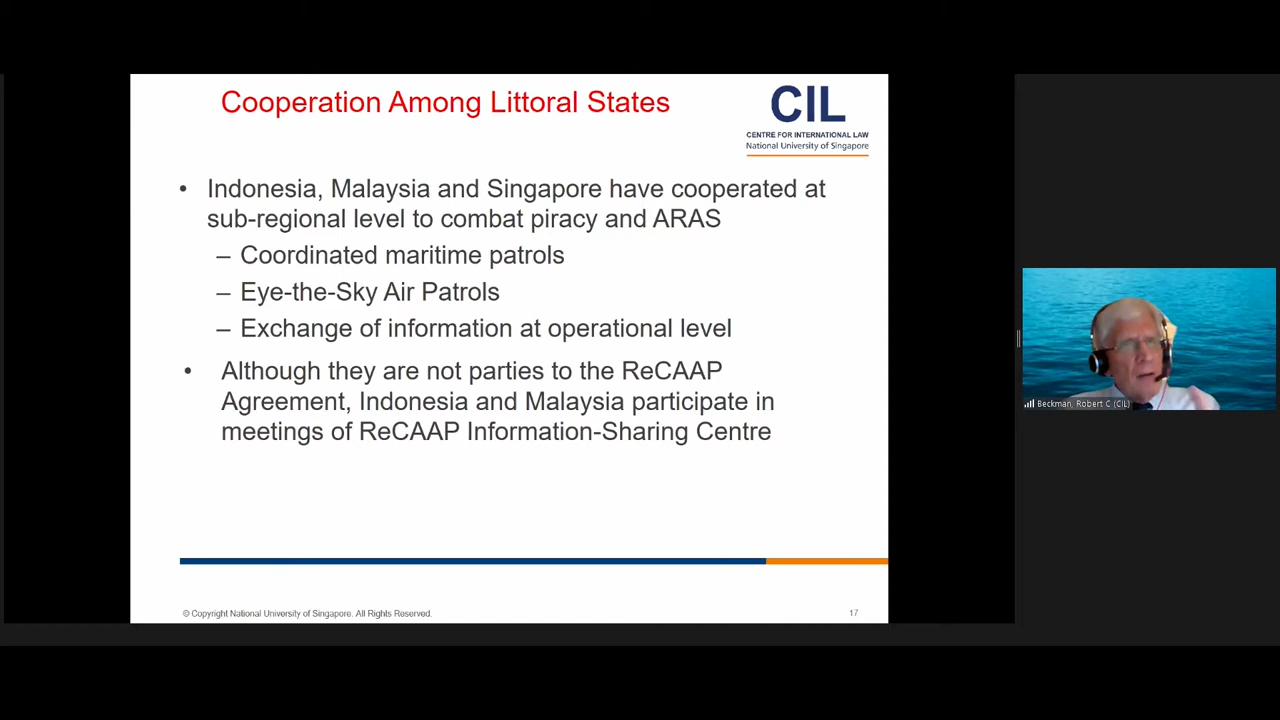 Cooperation Among Littoral States
CIL
CENTRE FOR INTERNATIONAL LAW
National University of Singapore
• Indonesia, Malaysia and Singapore have cooperated at
sub-regional level to combat piracy and ARAS
– Coordinated maritime patrols
– Eye-the-Sky Air Patrols
– Exchange of information at operational level
• Although they are not parties to the ReCAAP
Agreement, Indonesia and Malaysia participate in
meetings of ReCAAP Information-Sharing Centre
© Copyright National University of Singapore. All Rights Reserved.
17
Beckman, Robert C (CIL)